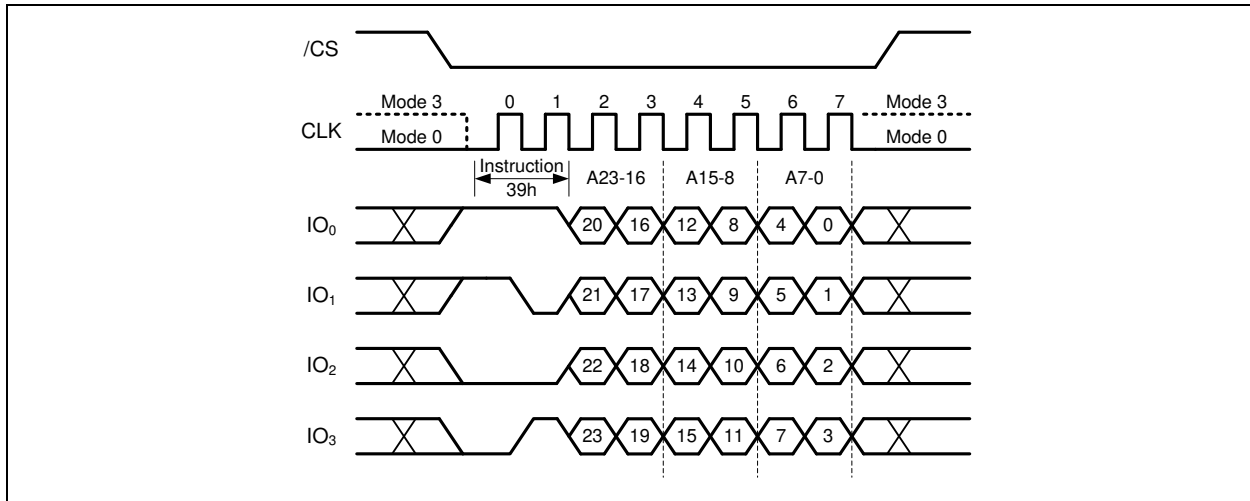 /CS
Mode 3 0 1 2 3 4 5 6 7 Mode 3
CLK
Mode 0 Mode 0
Instruction
39h
A23-16 A15-8 A7-0
IO₀ 20 16 12 8 4 0
IO₁ 21 17 13 9 5 1
IO₂ 22 18 14 10 6 2
IO₃ 23 19 15 11 7 3